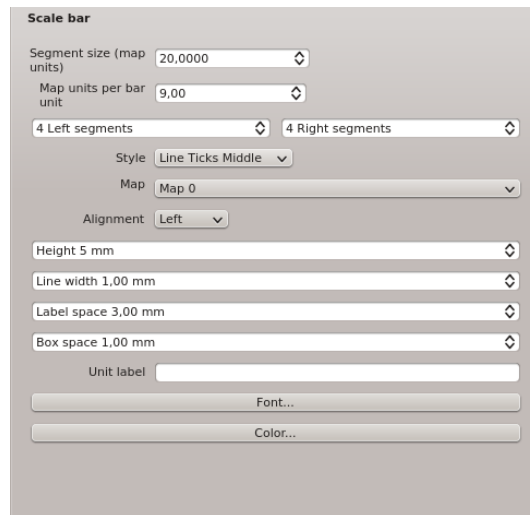 Scale bar
Segment size (map
units)
20,0000
Map units per bar
unit
9,00
4 Left segments 4 Right segments
Style Line Ticks Middle
Map Map 0
Alignment Left
Height 5 mm
Line width 1,00 mm
Label space 3,00 mm
Box space 1,00 mm
Unit label
Font...
Color...